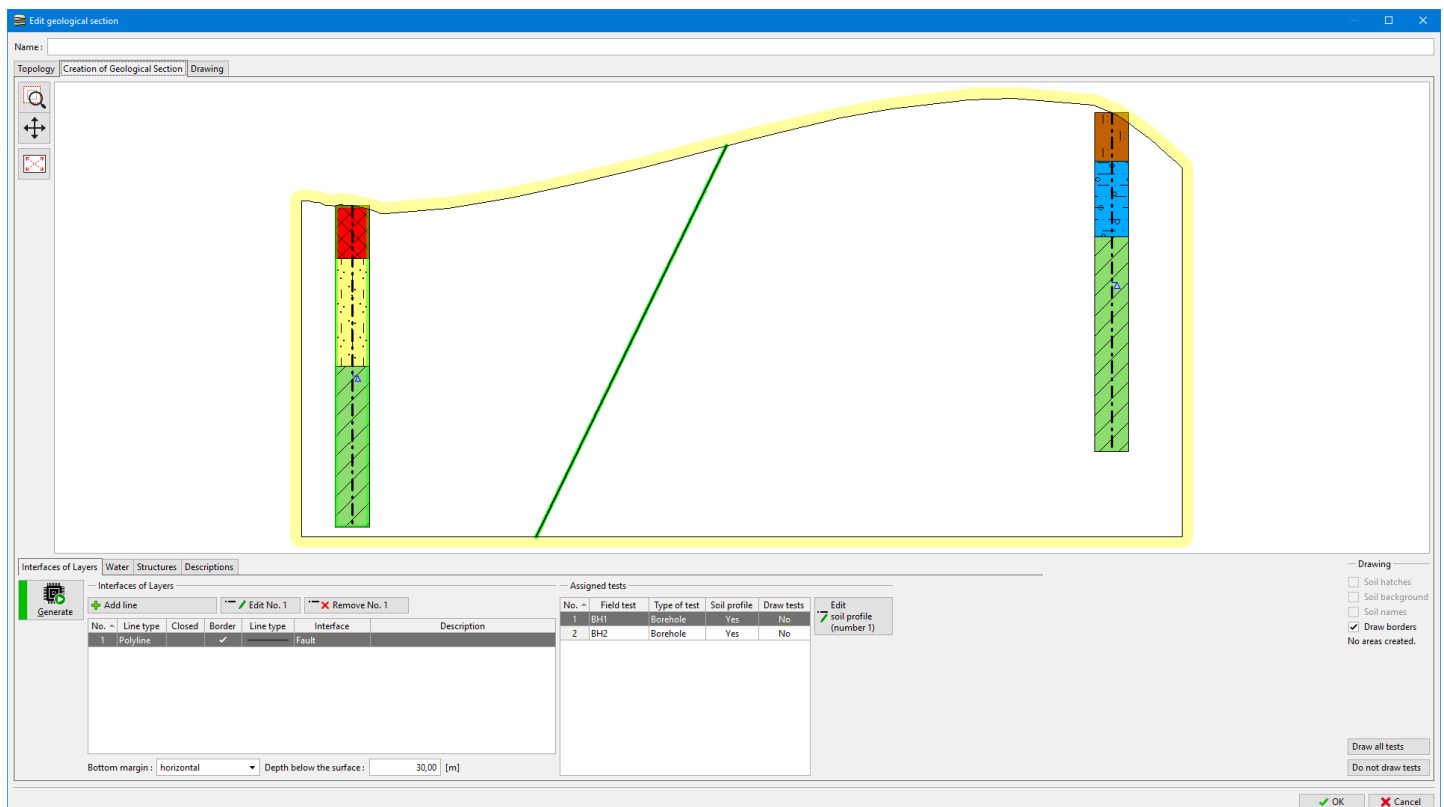 Edit geological section
Name :
Topology Creation of Geological Section Drawing
Interfaces of Layers Water Structures Descriptions
Generate
Interfaces of Layers
Add line Edit No. 1 Remove No. 1
No. Line type Closed Border Line type Interface Description
1 Polyline Fault
Bottom margin : horizontal Depth below the surface : 30,00 [m]
Assigned tests
No. Field test Type of test Soil profile Draw tests
1 BH1 Borehole Yes No
2 BH2 Borehole Yes No
Edit
soil profile
(number 1)
Drawing
Soil hatches
Soil background
Soil names
Draw borders
No areas created.
Draw all tests
Do not draw tests
OK Cancel